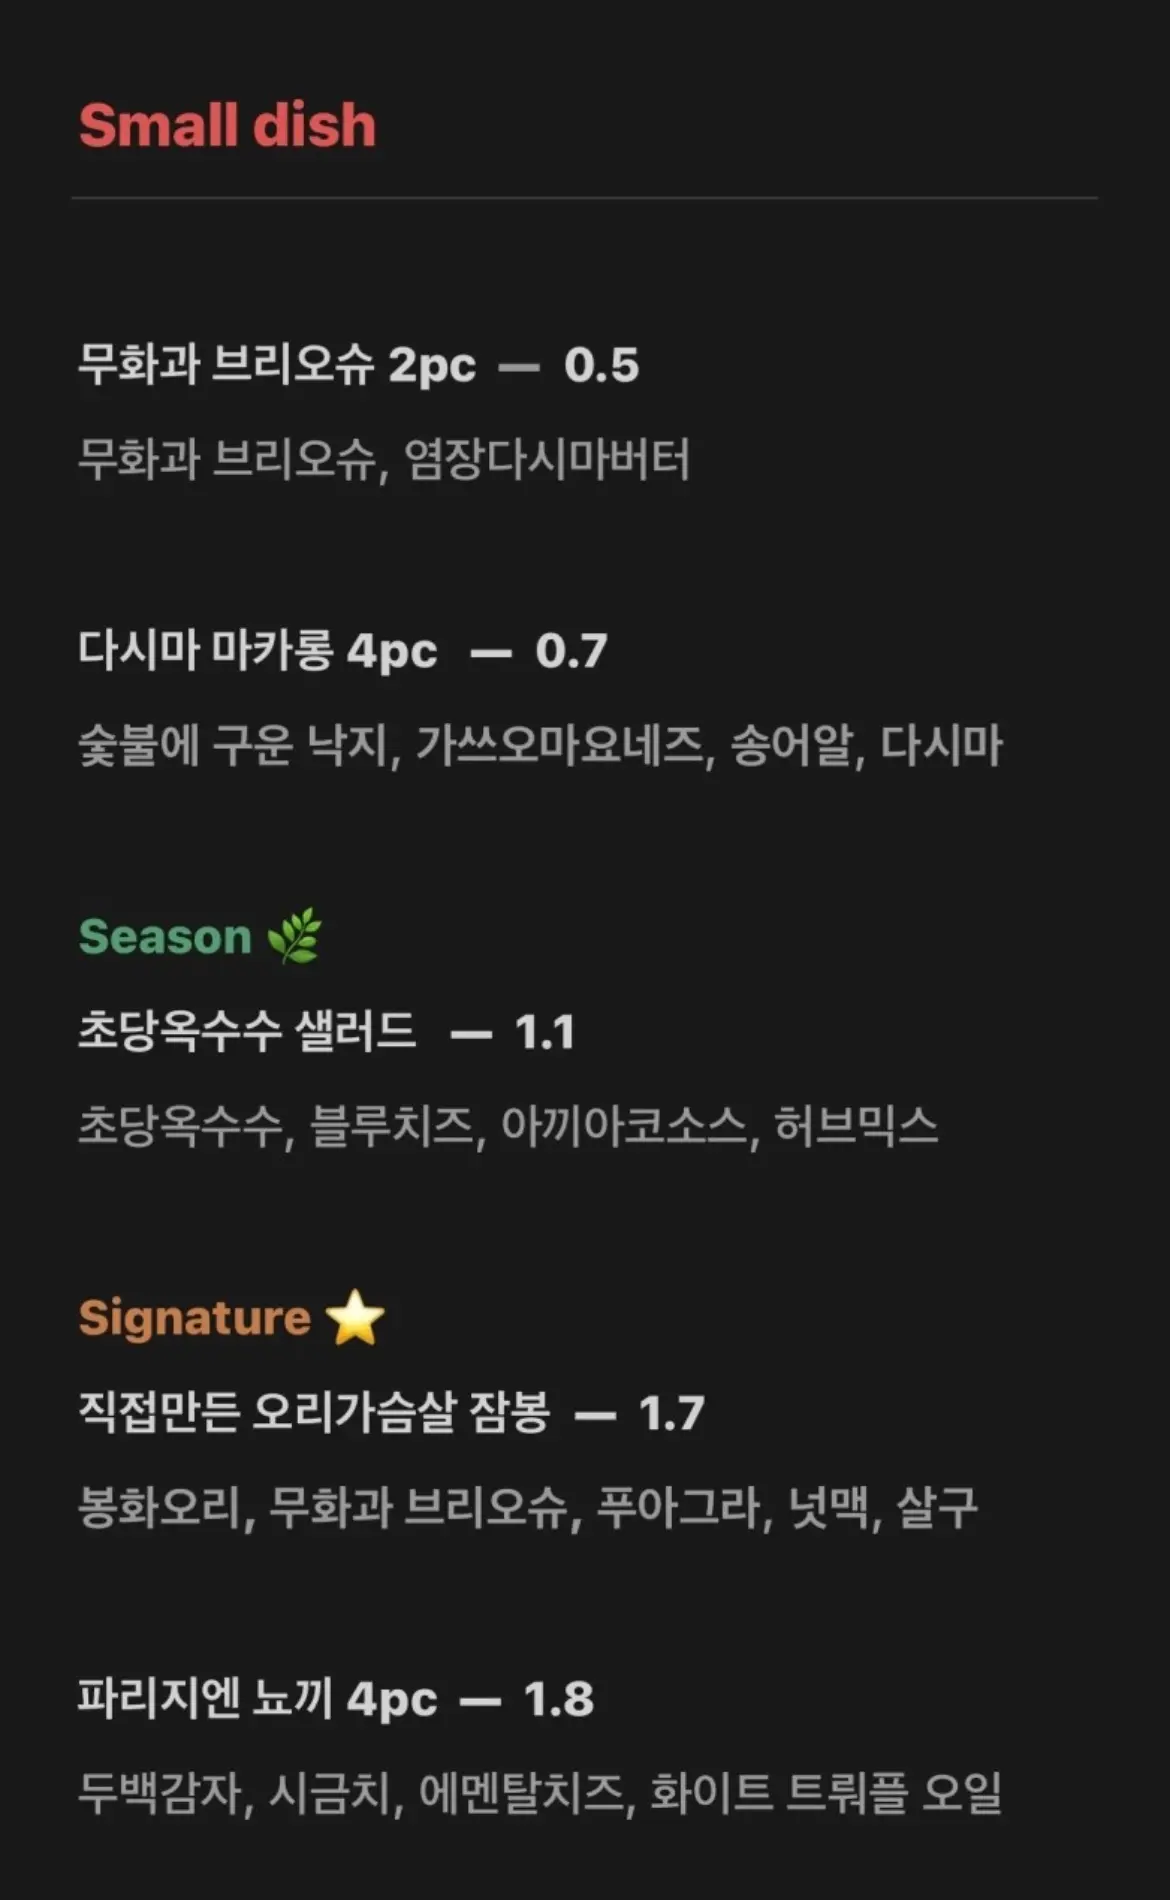 Small dish
무화과 브리오슈 2pc — 0.5
무화과 브리오슈, 염장다시마버터
다시마 마카롱 4pc — 0.7
숯불에 구운 낙지, 가쓰오마요네즈, 송어알, 다시마
Season 🌿
초당옥수수 샐러드 — 1.1
초당옥수수, 블루치즈, 아끼아코소스, 허브믹스
Signature ⭐
직접만든 오리가슴살 잠봉 — 1.7
봉화오리, 무화과 브리오슈, 푸아그라, 넛맥, 살구
파리지엔 뇨끼 4pc — 1.8
두백감자, 시금치, 에멘탈치즈, 화이트 트뤄플 오일